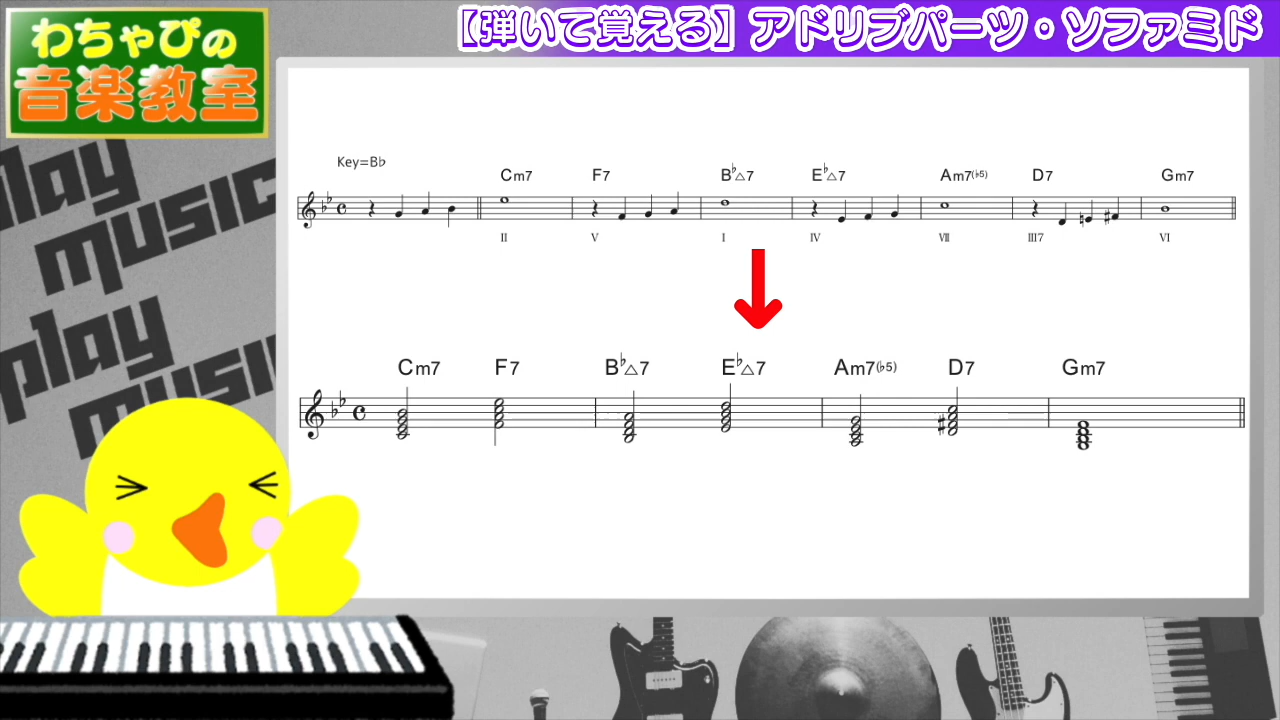 わちゃぴの
音楽教室
【弾いて覚える】アドリブパーツ・ソファミド
play
music
play
music
Key=B♭
Cm7 F7 B♭△7 E♭△7 Am7(♭5) D7 Gm7
II V I IV VII III7 VI
Cm7 F7 B♭△7 E♭△7 Am7(♭5) D7 Gm7